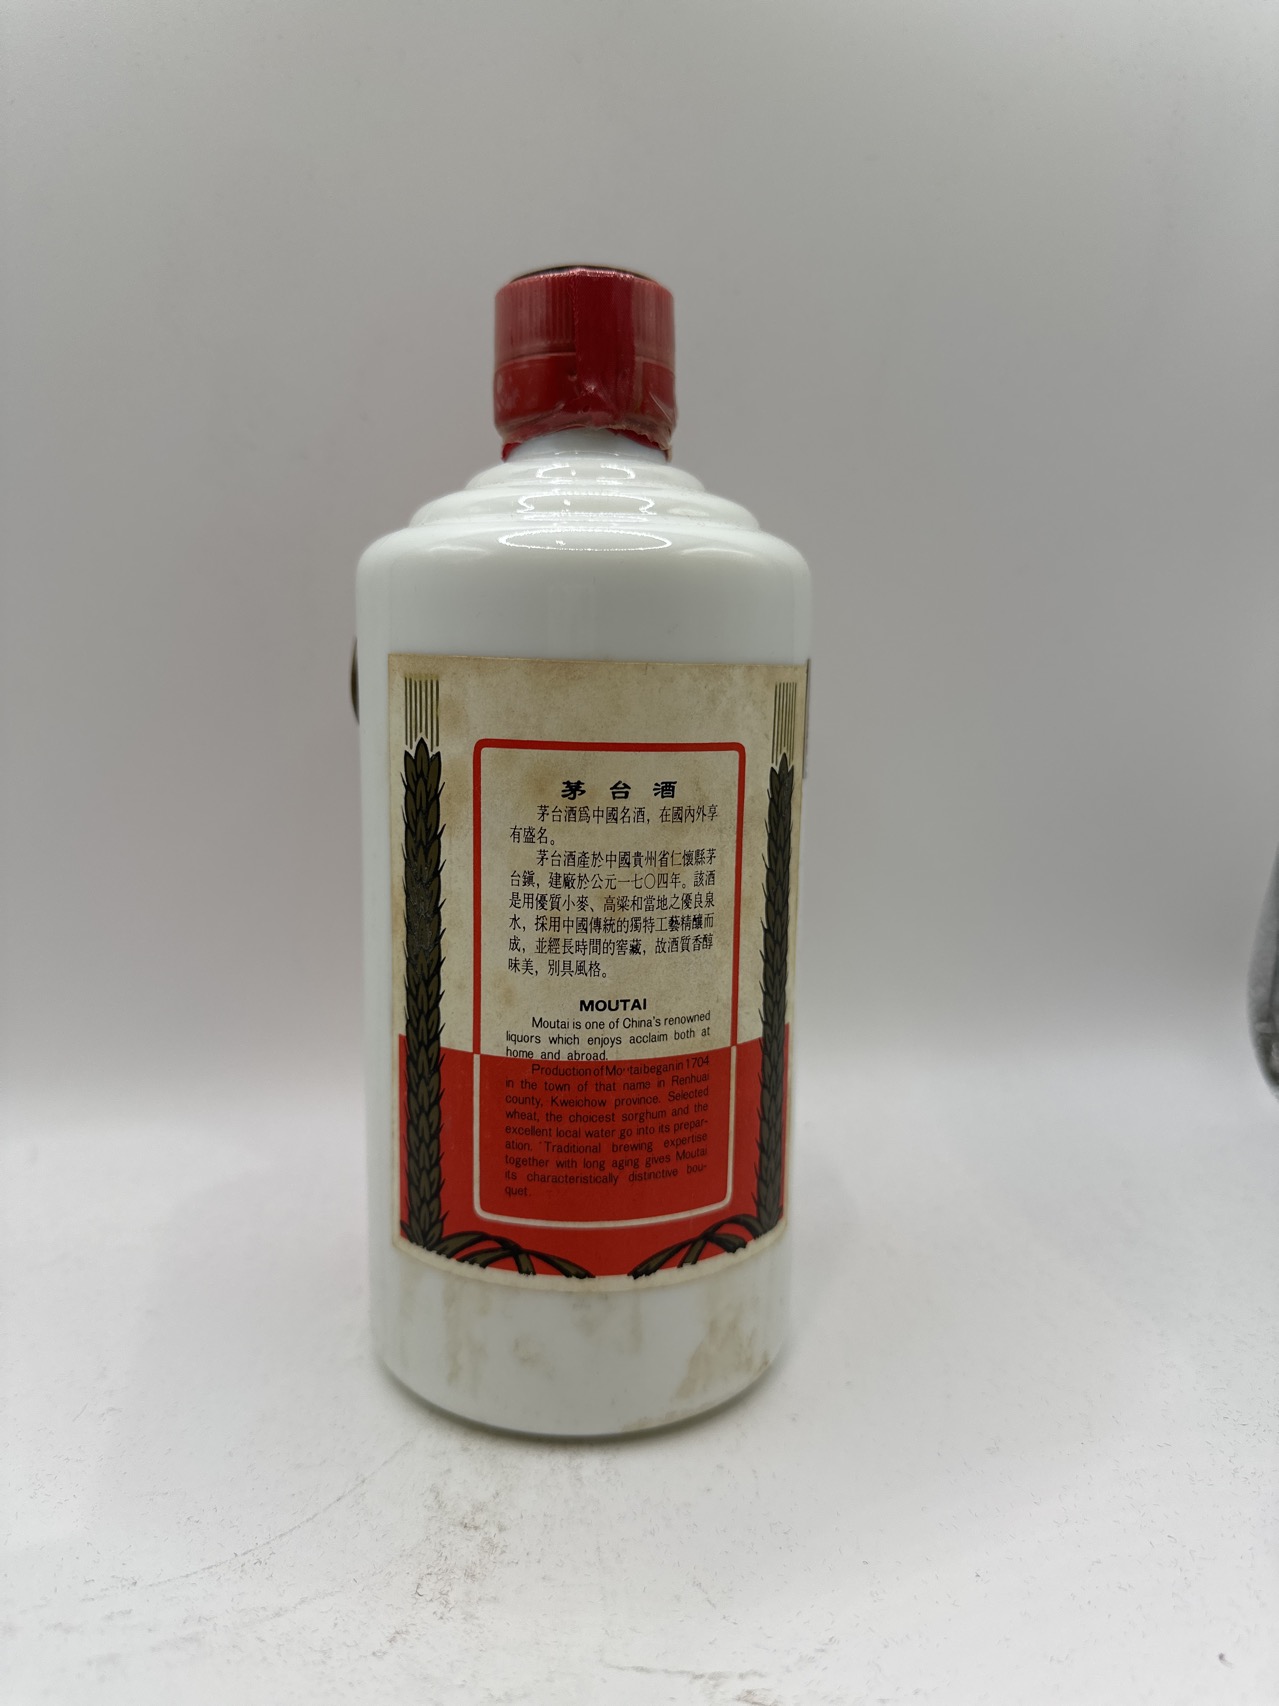 茅台酒
茅台酒爲中國名酒，在國內外享
有盛名。
茅台酒產於中國貴州省仁懷縣茅
台鎭，建廠於公元一七〇四年。該酒
是用優質小麥、高粱和當地之優良泉
水，採用中國傳統的獨特工藝精釀而
成，並經長時間的窖藏，故酒質香醇
味美，別具風格。
MOUTAI
Moutai is one of China's renowned
liquors which enjoys acclaim both at
home and abroad.
Production of Moutai began in 1704
in the town of that name in Renhuai
county, Kweichow province. Selected
wheat, the choicest sorghum and the
excellent local water go into its prepar-
ation. Traditional brewing expertise
together with long aging gives Moutai
its characteristically distinctive bou-
quet.